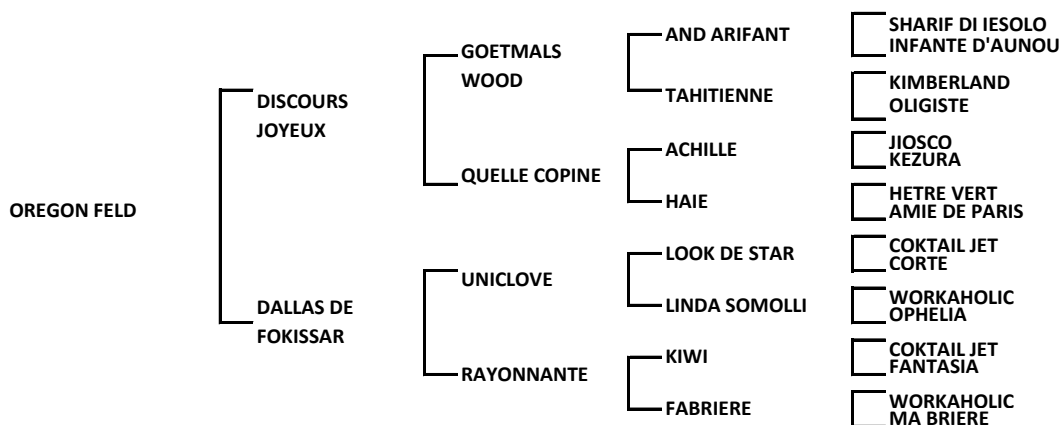 OREGON FELD
DISCOURS
JOYEUX
DALLAS DE
FOKISSAR
GOETMALS
WOOD
QUELLE COPINE
UNICLOVE
RAYONNANTE
AND ARIFANT
TAHITIENNE
ACHILLE
HAIE
LOOK DE STAR
LINDA SOMOLLI
KIWI
FABRIERE
SHARIF DI IESOLO
INFANTE D'AUNOU
KIMBERLAND
OLIGISTE
JIOSCO
KEZURA
HETRE VERT
AMIE DE PARIS
COKTAIL JET
CORTE
WORKAHOLIC
OPHELIA
COKTAIL JET
FANTASIA
WORKAHOLIC
MA BRIERE